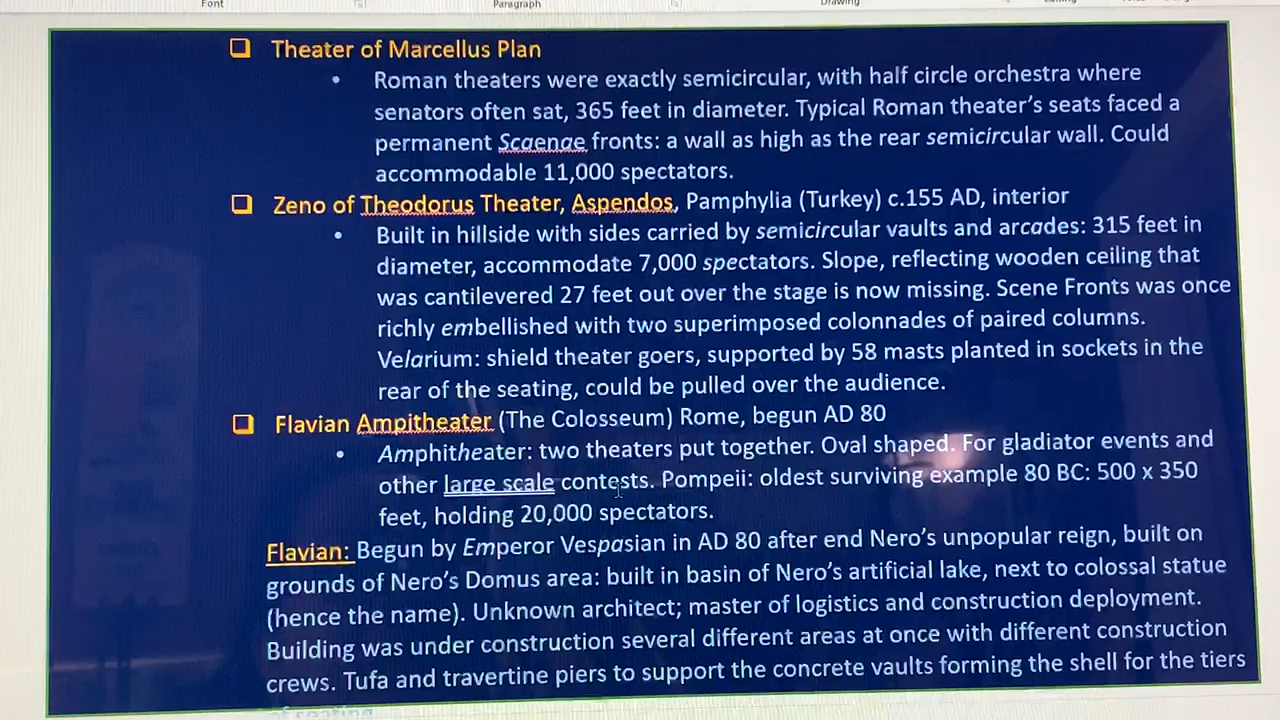 Font
Paragraph
Drawing
Theater of Marcellus Plan
Roman theaters were exactly semicircular, with half circle orchestra where
senators often sat, 365 feet in diameter. Typical Roman theater's seats faced a
permanent Scaenae fronts: a wall as high as the rear semicircular wall. Could
accommodable 11,000 spectators.
Zeno of Theodorus Theater, Aspendos, Pamphylia (Turkey) c.155 AD, interior
Built in hillside with sides carried by semicircular vaults and arcades: 315 feet in
diameter, accommodate 7,000 spectators. Slope, reflecting wooden ceiling that
was cantilevered 27 feet out over the stage is now missing. Scene Fronts was once
richly embellished with two superimposed colonnades of paired columns.
Velarium: shield theater goers, supported by 58 masts planted in sockets in the
rear of the seating, could be pulled over the audience.
Flavian Ampitheater (The Colosseum) Rome, begun AD 80
Amphitheater: two theaters put together. Oval shaped. For gladiator events and
other large scale contests. Pompeii: oldest surviving example 80 BC: 500 x 350
feet, holding 20,000 spectators.
Flavian: Begun by Emperor Vespasian in AD 80 after end Nero's unpopular reign, built on
grounds of Nero's Domus area: built in basin of Nero's artificial lake, next to colossal statue
(hence the name). Unknown architect; master of logistics and construction deployment.
Building was under construction several different areas at once with different construction
crews. Tufa and travertine piers to support the concrete vaults forming the shell for the tiers
of seating